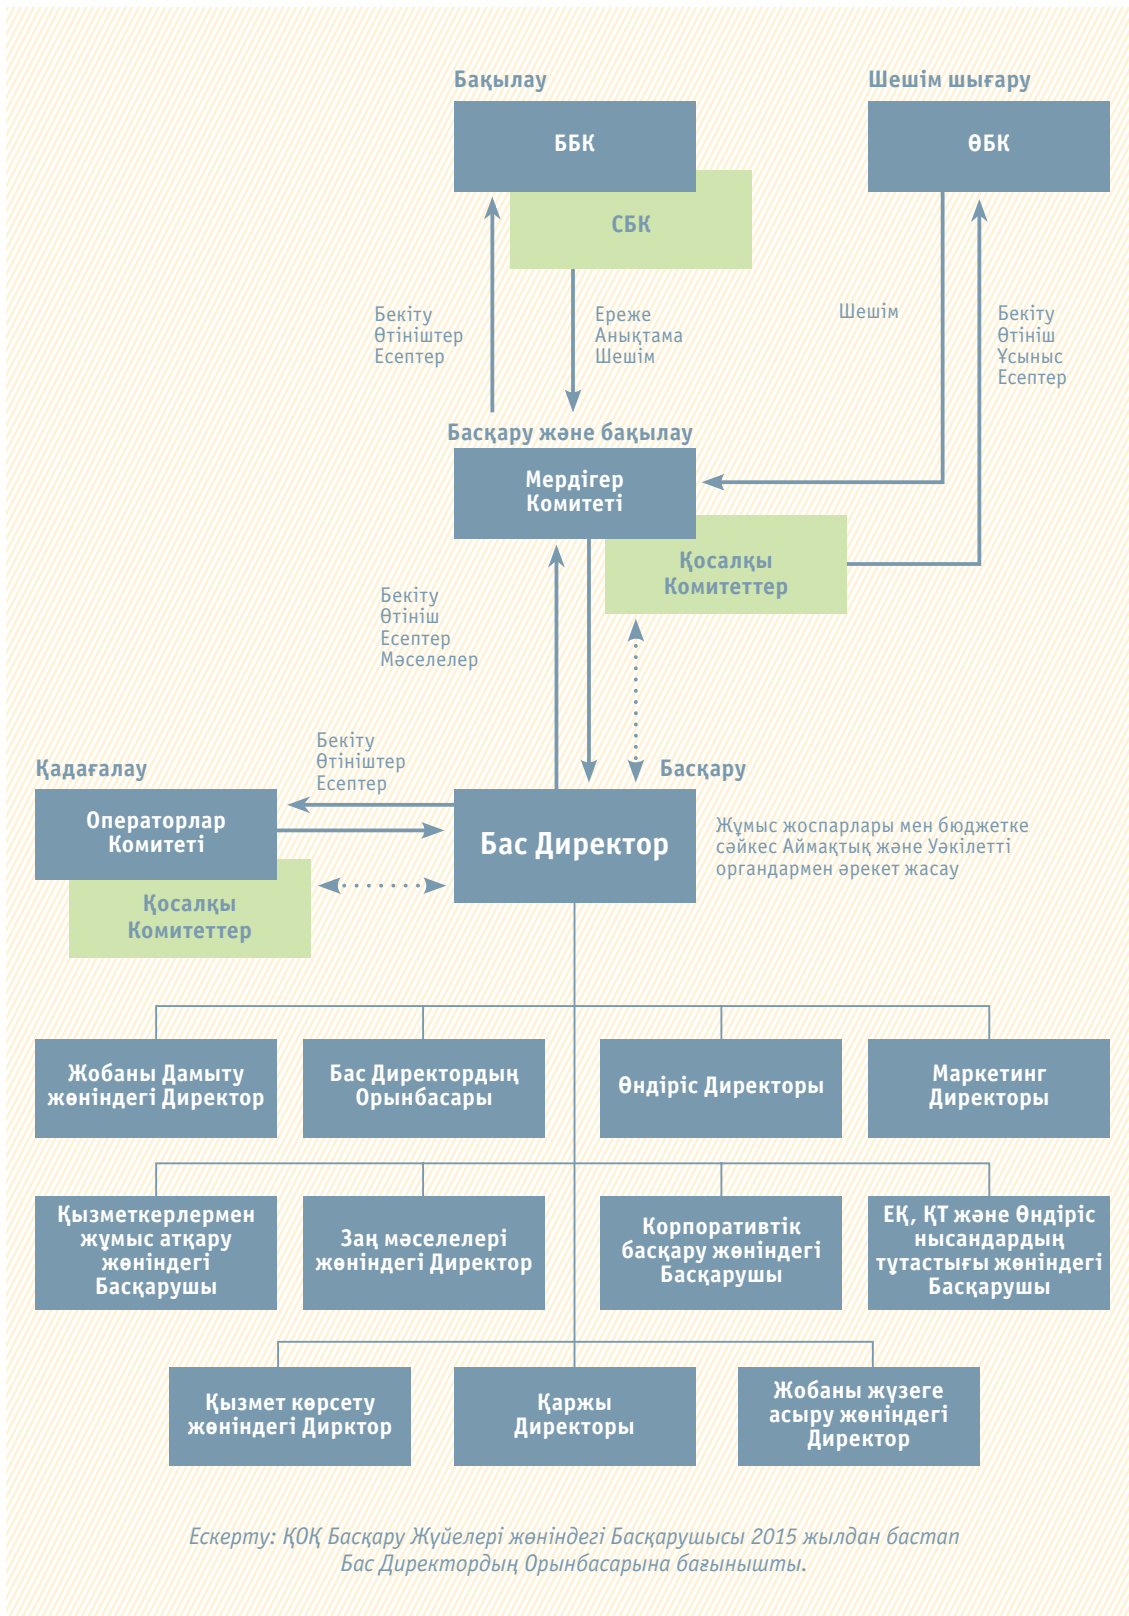 Бақылау
ББК
СБК
Шешім шығару
ӨБК
Бекіту
Өтініштер
Есептер
Ереже
Анықтама
Шешім
Шешім
Бекіту
Өтініш
Ұсыныс
Есептер
Басқару және бақылау
Мердігер
Комитеті
Қосалқы
Комитеттер
Бекіту
Өтініш
Есептер
Мәселелер
Қадағалау
Бекіту
Өтініштер
Есептер
Басқару
Операторлар
Комитеті
Қосалқы
Комитеттер
Бас Директор
Жұмыс жоспарлары мен бюджетке
сәйкес Аймақтық және Уәкілетті
органдармен әрекет жасау
Жобаны Дамыту
жөніндегі Директор
Бас Директордың
Орынбасары
Өндіріс Директоры
Маркетинг
Директоры
Қызметкерлермен
жұмыс атқару
жөніндегі
Басқарушы
Заң мәселелері
жөніндегі Директор
Корпоративтік
басқару жөніндегі
Басқарушы
ЕҚ, ҚТ және Өндіріс
нысандардың
тұтастығы жөніндегі
Басқарушы
Қызмет көрсету
жөніндегі Дирктор
Қаржы
Директоры
Жобаны жүзеге
асыру жөніндегі
Директор
Ескерту: ҚОҚ Басқару Жүйелері жөніндегі Басқарушысы 2015 жылдан бастап
Бас Директордың Орынбасарына бағынышты.